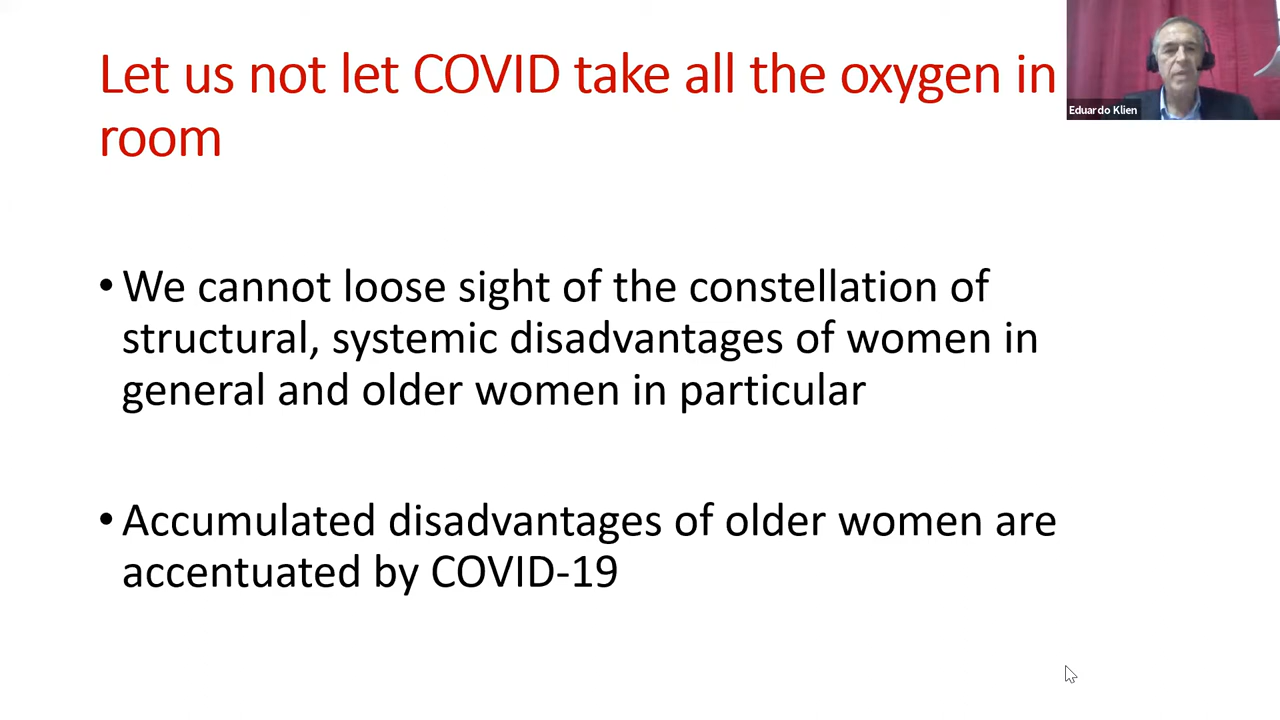 Let us not let COVID take all the oxygen in
room
Eduardo Klien
• We cannot loose sight of the constellation of
structural, systemic disadvantages of women in
general and older women in particular
• Accumulated disadvantages of older women are
accentuated by COVID-19